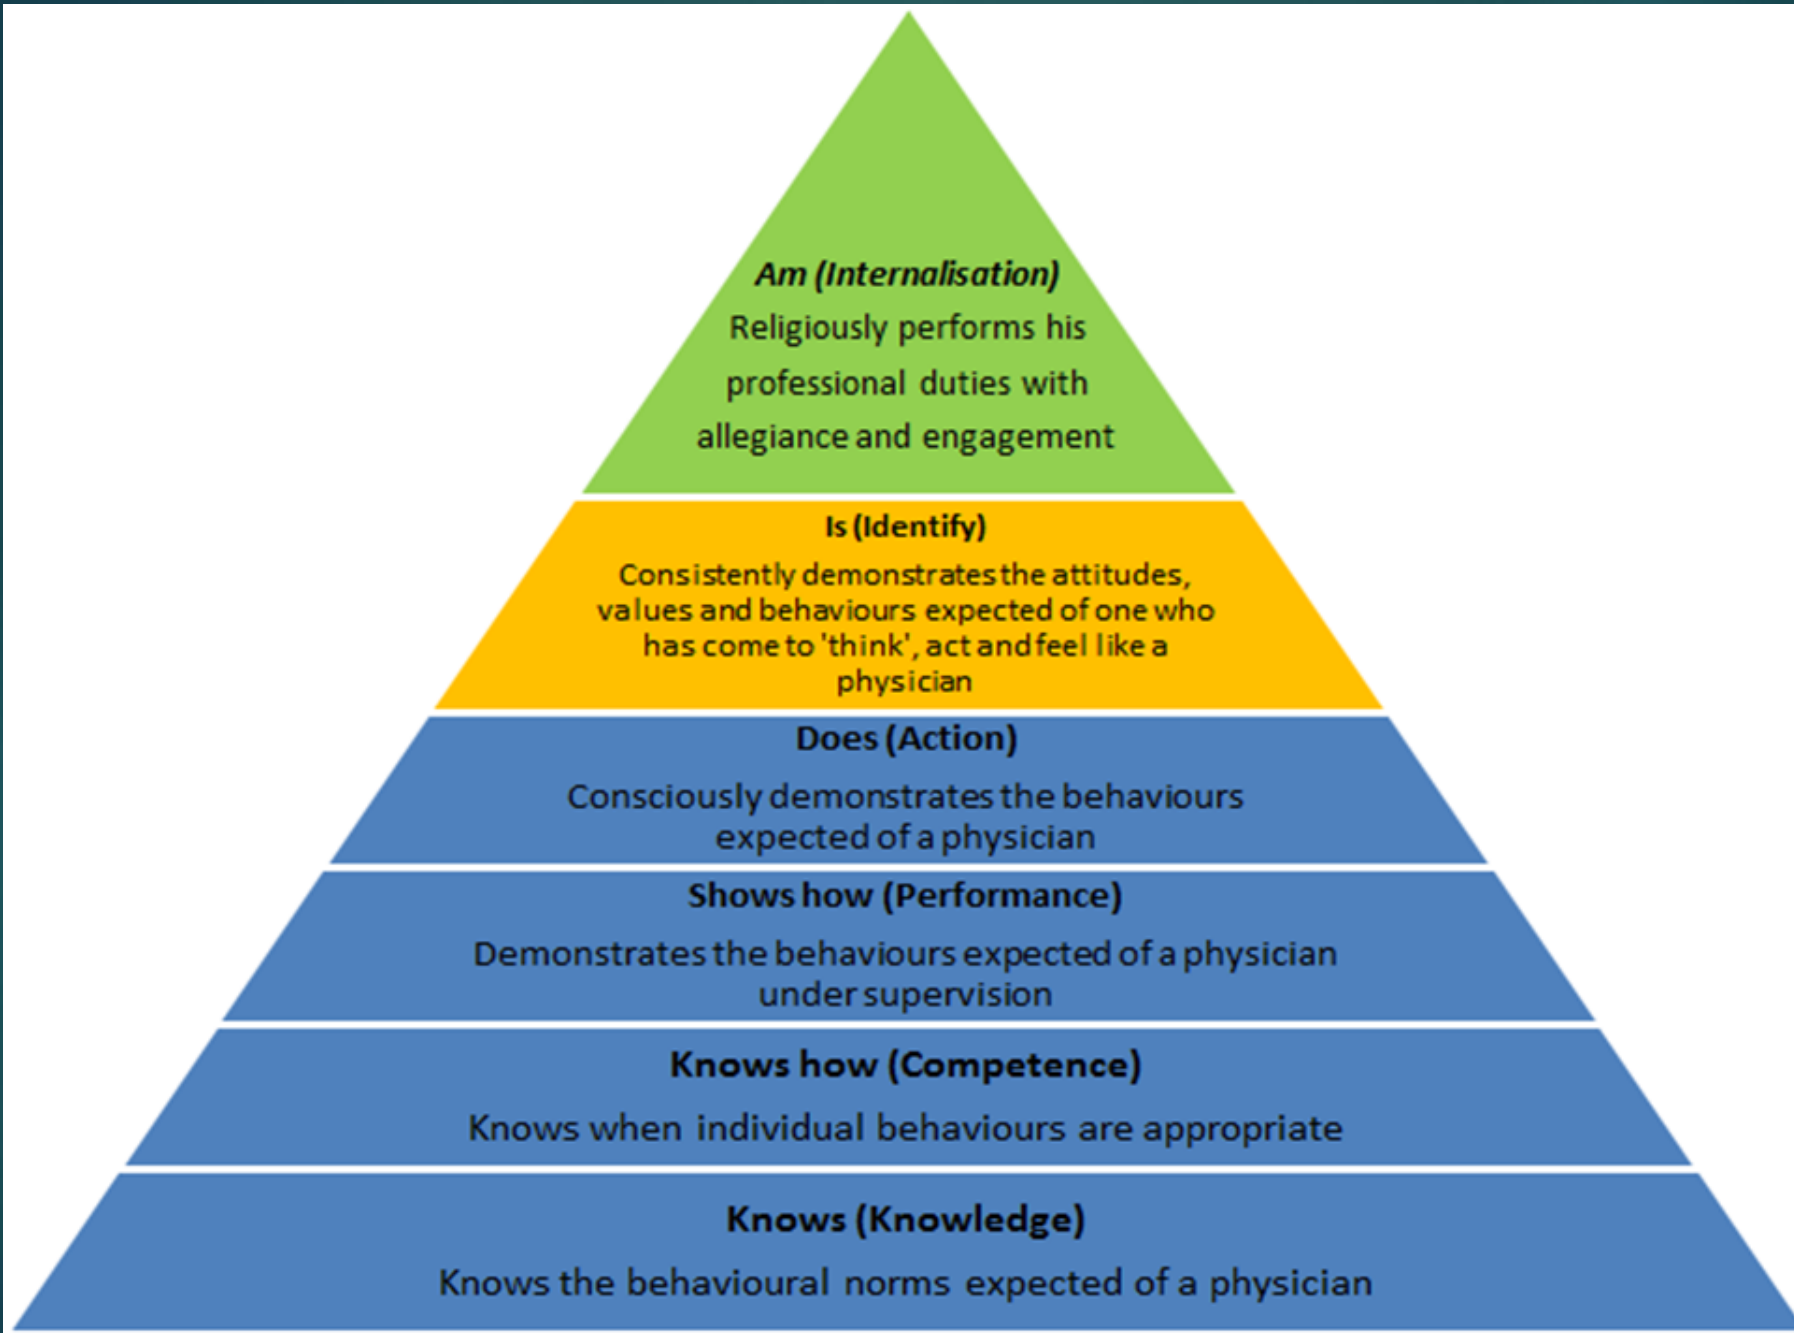 Am (Internalisation)
Religiously performs his
professional duties with
allegiance and engagement
Is (Identify)
Consistently demonstrates the attitudes,
values and behaviours expected of one who
has come to 'think', act and feel like a
physician
Does (Action)
Consciously demonstrates the behaviours
expected of a physician
Shows how (Performance)
Demonstrates the behaviours expected of a physician
under supervision
Knows how (Competence)
Knows when individual behaviours are appropriate
Knows (Knowledge)
Knows the behavioural norms expected of a physician